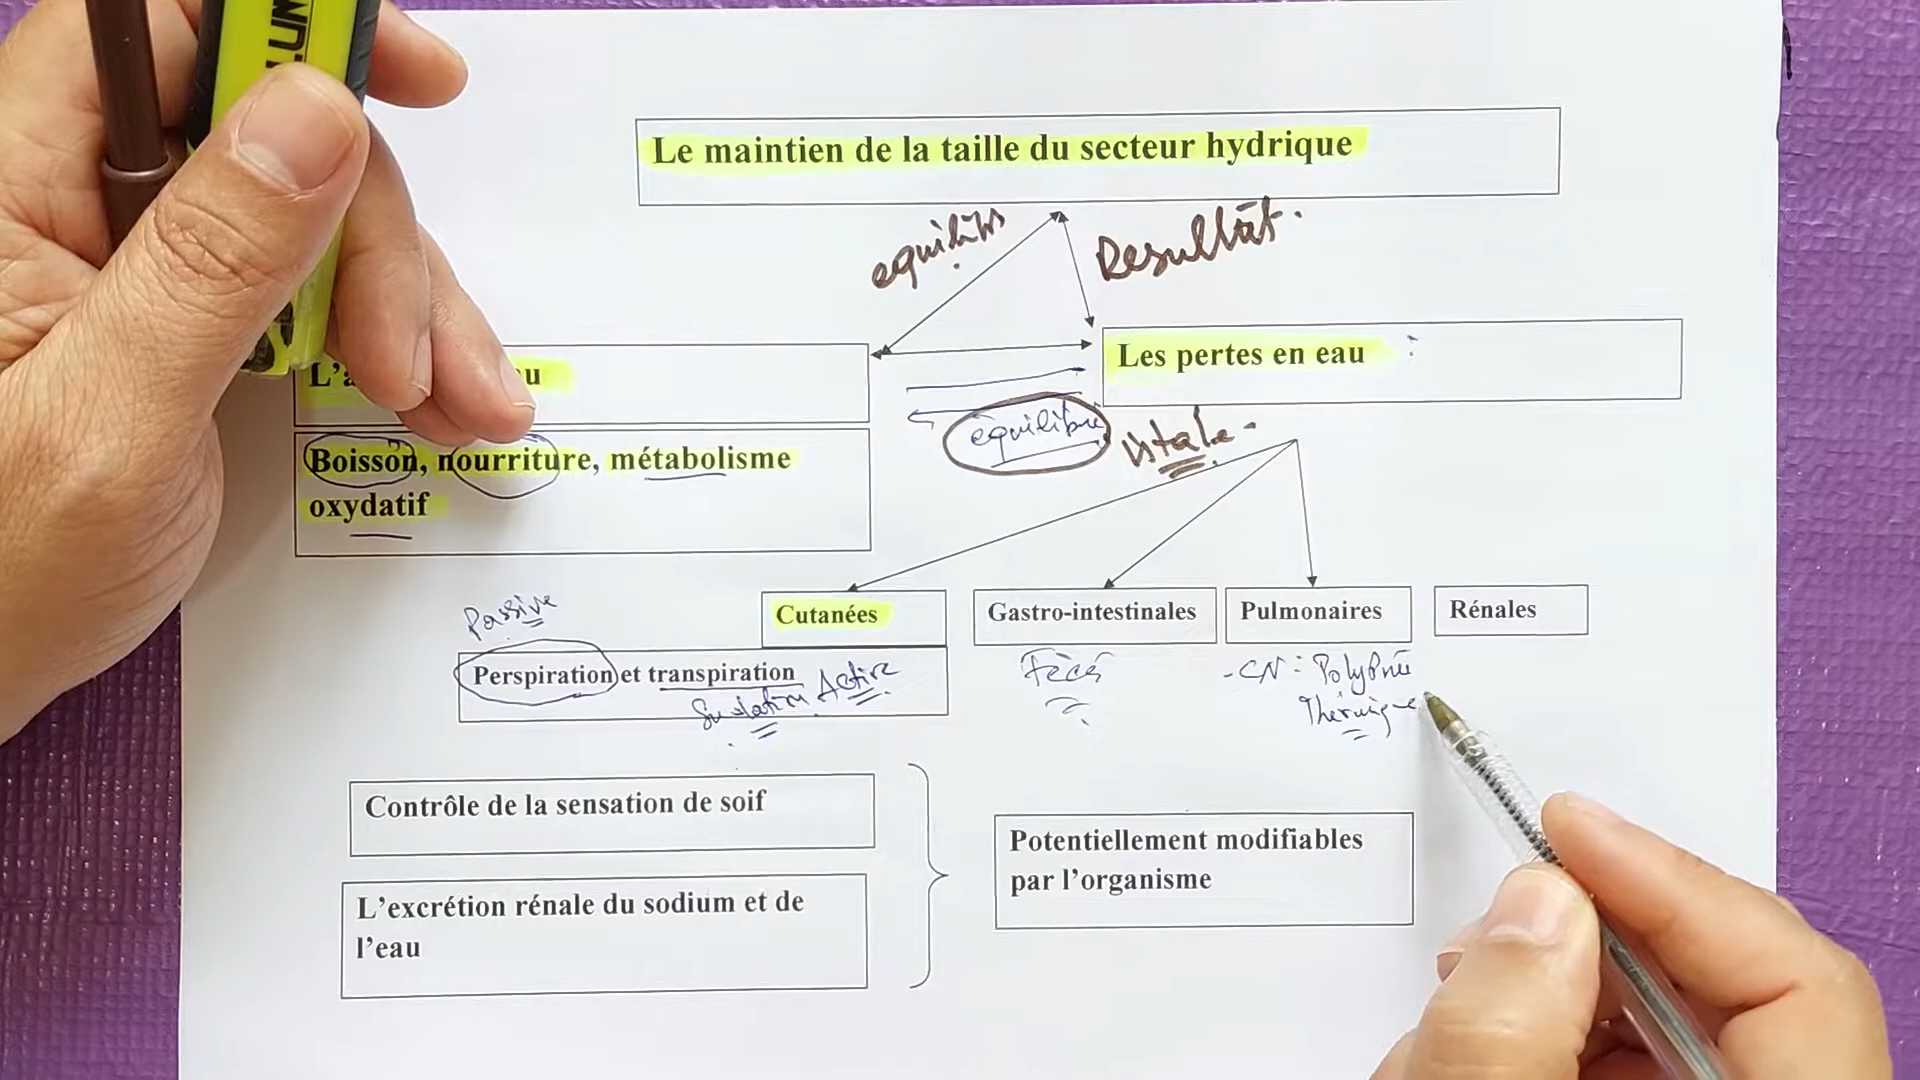 Le maintien de la taille du secteur hydrique
Resultat.
Les pertes en eau :
equilibre
Boisson, nourriture, métabolisme
oxydatif
Cutanées
Gastro-intestinales
Pulmonaires
Rénales
Passive
Perspiration et transpiration
Active
- CN : Polypnée
Thermique
Contrôle de la sensation de soif
L’excrétion rénale du sodium et de
l’eau
Potentiellement modifiables
par l’organisme